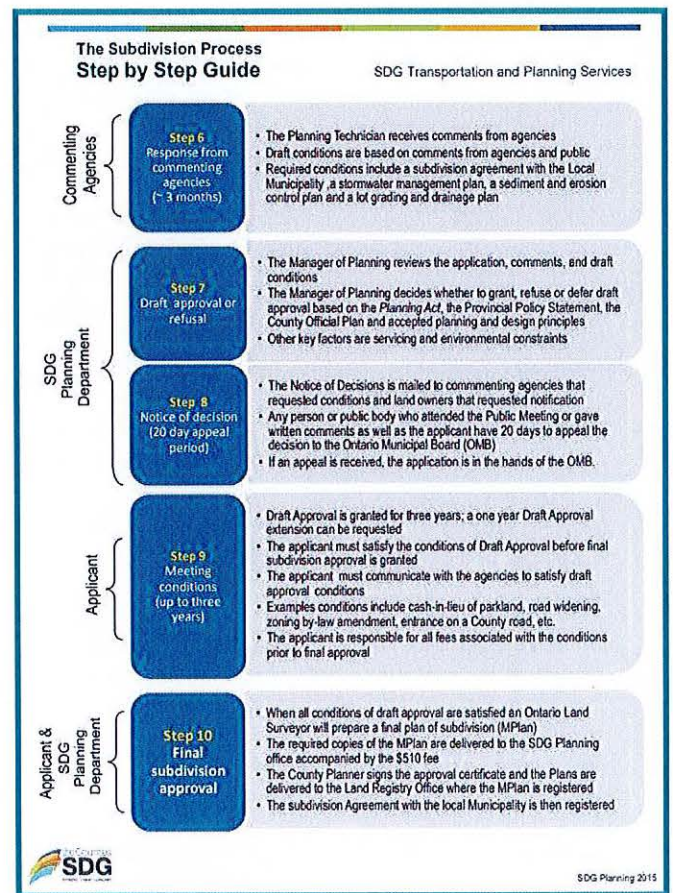 The Subdivision Process
Step by Step Guide
SDG Transportation and Planning Services
Commenting
Agencies
Step 6
Response from
commenting
agencies
(~ 3 months)
• The Planning Technician receives comments from agencies
• Draft conditions are based on comments from agencies and public
• Required conditions include a subdivision agreement with the Local
Municipality ,a stormwater management plan, a sediment and erosion
control plan and a lot grading and drainage plan
SDG
Planning
Department
Step 7
Draft approval or
refusal
• The Manager of Planning reviews the application, comments, and draft
conditions
• The Manager of Planning decides whether to grant, refuse or defer draft
approval based on the Planning Act, the Provincial Policy Statement, the
County Official Plan and accepted planning and design principles
• Other key factors are servicing and environmental constraints
Step 8
Notice of decision
(20 day appeal
period)
• The Notice of Decisions is mailed to commmenting agencies that
requested conditions and land owners that requested notification
• Any person or public body who attended the Public Meeting or gave
written comments as well as the applicant have 20 days to appeal the
decision to the Ontario Municipal Board (OMB)
• If an appeal is received, the application is in the hands of the OMB.
Applicant
Step 9
Meeting
conditions
(up to three
years)
• Draft Approval is granted for three years; a one year Draft Approval
extension can be requested
• The applicant must satisfy the conditions of Draft Approval before final
subdivision approval is granted
• The applicant must communicate with the agencies to satisfy draft
approval conditions
• Examples conditions include cash-in-lieu of parkland, road widening,
zoning by-law amendment, entrance on a County road, etc.
• The applicant is responsible for all fees associated with the conditions
prior to final approval
Applicant &
SDG
Planning
Department
Step 10
Final
subdivision
approval
• When all conditions of draft approval are satisfied an Ontario Land
Surveyor will prepare a final plan of subdivision (MPlan)
• The required copies of the MPlan are delivered to the SDG Planning
office accompanied by the $510 fee
• The County Planner signs the approval certificate and the Plans are
delivered to the Land Registry Office where the MPlan is registered
• The subdivision Agreement with the local Municipality is then registered
SDG
SDG Planning 2015